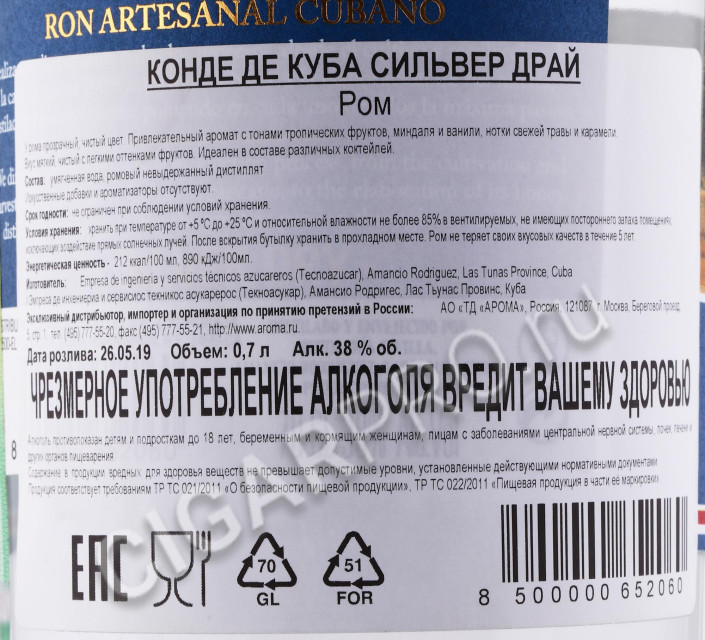 RON ARTESANAL CUBANO
КОНДЕ ДЕ КУБА СИЛЬВЕР ДРАЙ
Ром
У рома прозрачный, чистый цвет. Привлекательный аромат с тонами тропических фруктов, миндаля и ванили, нотки свежей травы и карамели.
Вкус мягкий, чистый с легкими оттенками фруктов. Идеален в составе различных коктейлей.
Состав: умягченная вода, ромовый невыдержанный дистиллят
Искусственные добавки и ароматизаторы отсутствуют.
Срок годности: не ограничен при соблюдении условий хранения.
Условия хранения: хранить при температуре от +5 °С до +25 °С и относительной влажности не более 85% в вентилируемых, не имеющих постороннего запаха помещениях,
исключающих воздействие прямых солнечных лучей. После вскрытия бутылку хранить в прохладном месте. Ром не теряет своих вкусовых качеств в течение 5 лет.
Энергетическая ценность - 212 ккал/100 мл, 890 кДж/100мл.
Изготовитель: Empresa de ingenieria y servicios técnicos azucareros (Tecnoazucar), Amancio Rodriguez, Las Tunas Province, Cuba
Емпреса де инжениериа и сервисиос текникос асукарерос (Текноасукар), Амансио Родригес, Лас Тьунас Провинс, Куба
Эксклюзивный дистрибьютор, импортер и организация по принятию претензий в России: АО «ТД «АРОМА», Россия, 121087, г. Москва, Береговой проезд,
5, стр. 1, тел. (495) 777-55-20, факс (495) 777-55-21, http://www.aroma.ru.
Дата розлива: 26.05.19 Объем: 0,7 л Алк. 38 % об.
ЧРЕЗМЕРНОЕ УПОТРЕБЛЕНИЕ АЛКОГОЛЯ ВРЕДИТ ВАШЕМУ ЗДОРОВЬЮ
Алкоголь противопоказан детям и подросткам до 18 лет, беременным и кормящим женщинам, лицам с заболеваниями центральной нервной системы, почек, печени и
других органов пищеварения
Содержание в продукции вредных для здоровья веществ не превышает допустимые уровни, установленные действующими нормативными документами
Продукция соответствует требованиям ТР ТС 021/2011 «О безопасности пищевой продукции», ТР ТС 022/2011 «Пищевая продукция в части её маркировки»
EAC
70
GL
51
FOR
8 500000 652060
CIGARPRO.ru